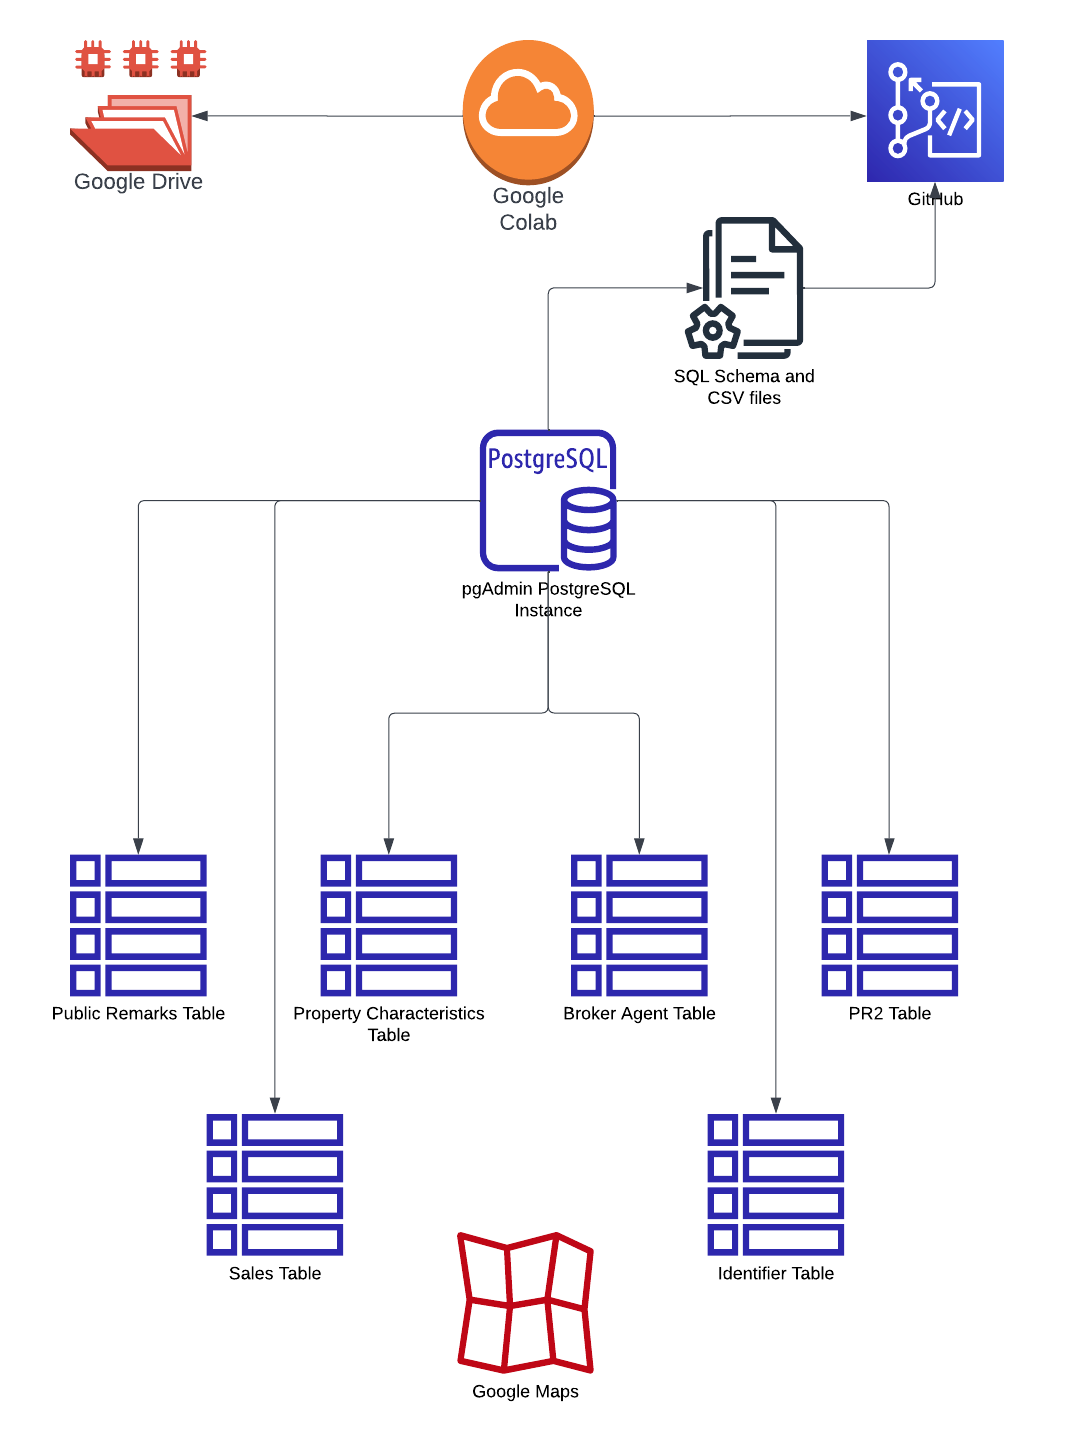 Google Drive
Google
Colab
GitHub
SQL Schema and
CSV files
PostgreSQL
pgAdmin PostgreSQL
Instance
Public Remarks Table
Property Characteristics
Table
Broker Agent Table
PR2 Table
Sales Table
Identifier Table
Google Maps